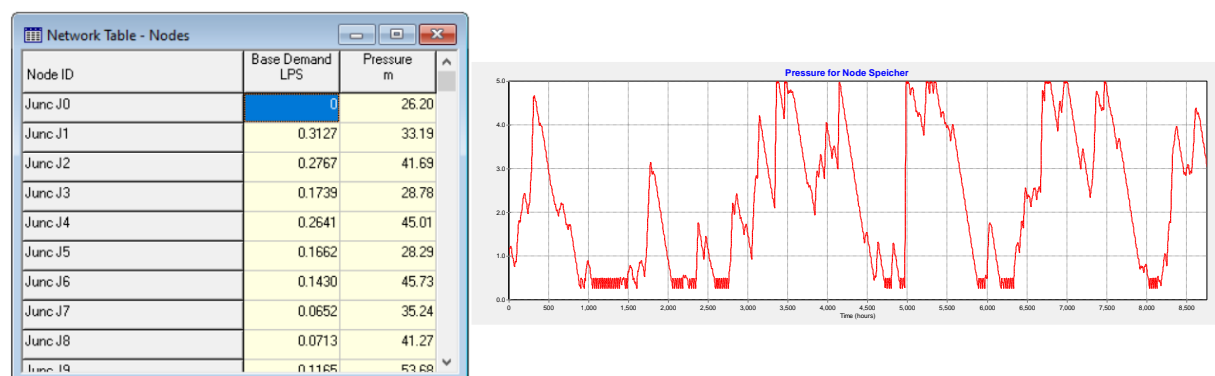 Network Table - Nodes
Node ID Base Demand LPS Pressure m
Junc J0 0 26.20
Junc J1 0.3127 33.19
Junc J2 0.2767 41.69
Junc J3 0.1739 28.78
Junc J4 0.2641 45.01
Junc J5 0.1662 28.29
Junc J6 0.1430 45.73
Junc J7 0.0652 35.24
Junc J8 0.0713 41.27
Junc J9 0.1165 53.68
Pressure for Node Speicher
5.0
4.0
3.0
2.0
1.0
0.0
0 500 1,000 1,500 2,000 2,500 3,000 3,500 4,000 4,500 5,000 5,500 6,000 6,500 7,000 7,500 8,000 8,500
Time (hours)